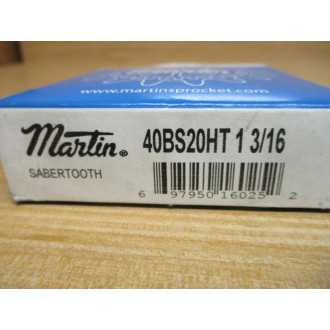 www.martinsprocket.com
Martin® 40BS20HT 1 3/16
SABERTOOTH
6 97950 16025 2